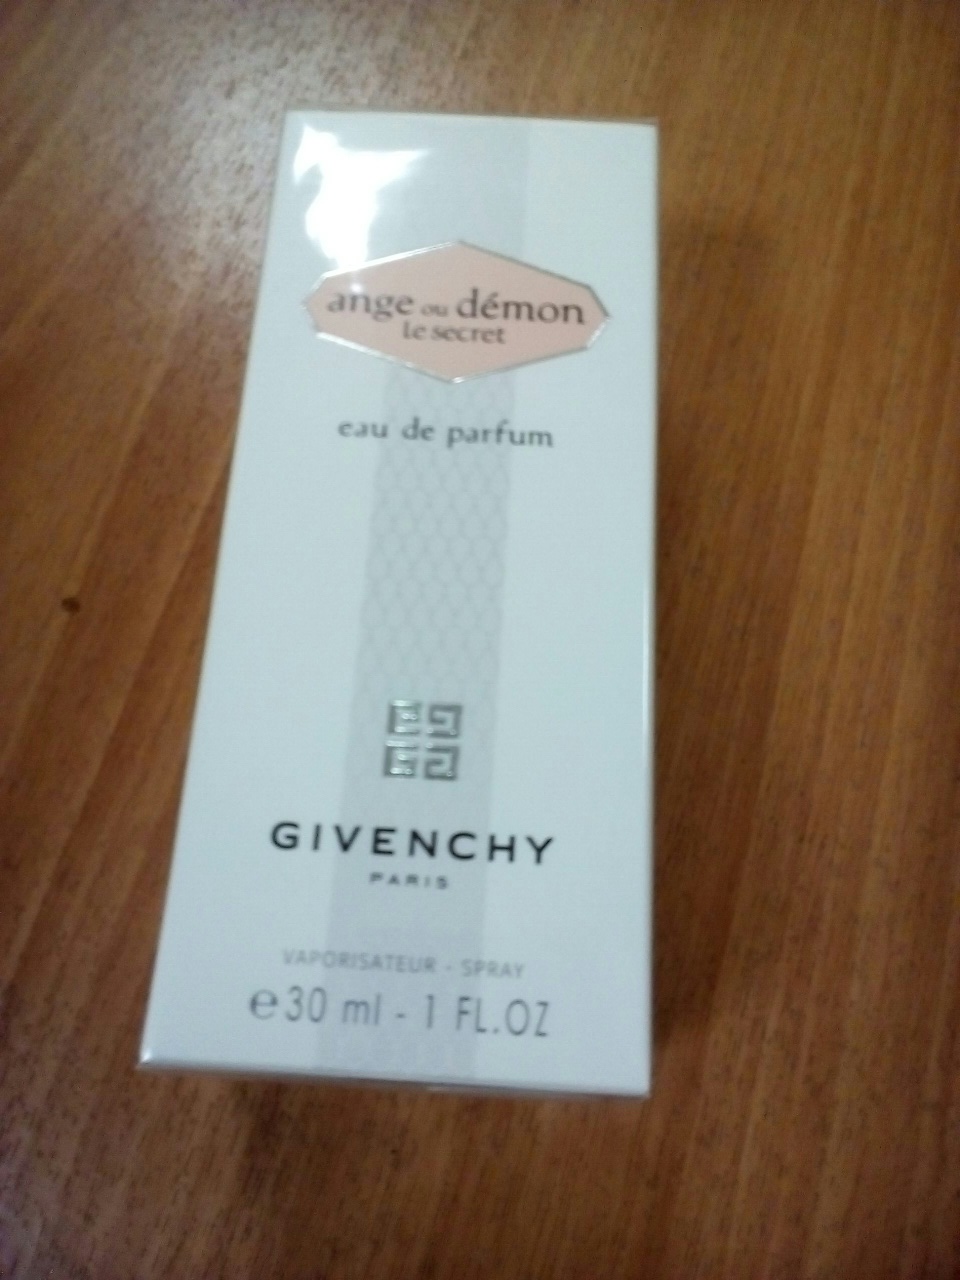 ange ou démon
le secret
eau de parfum
GIVENCHY
PARIS
VAPORISATEUR - SPRAY
℮30 ml - 1 FL.OZ